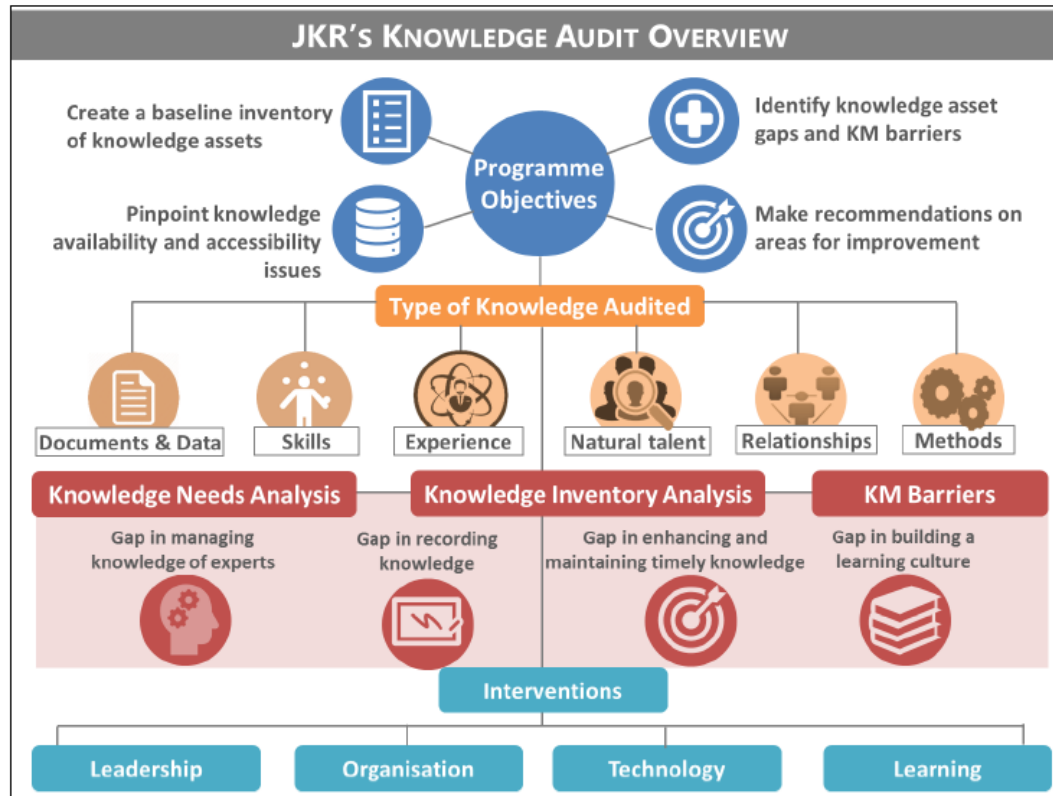 JKR's Knowledge Audit Overview
Create a baseline inventory
of knowledge assets
Identify knowledge asset
gaps and KM barriers
Programme
Objectives
Pinpoint knowledge
availability and accessibility
issues
Make recommendations on
areas for improvement
Type of Knowledge Audited
Documents & Data
Skills
Experience
Natural talent
Relationships
Methods
Knowledge Needs Analysis
Knowledge Inventory Analysis
KM Barriers
Gap in managing
knowledge of experts
Gap in recording
knowledge
Gap in enhancing and
maintaining timely knowledge
Gap in building a
learning culture
Interventions
Leadership
Organisation
Technology
Learning